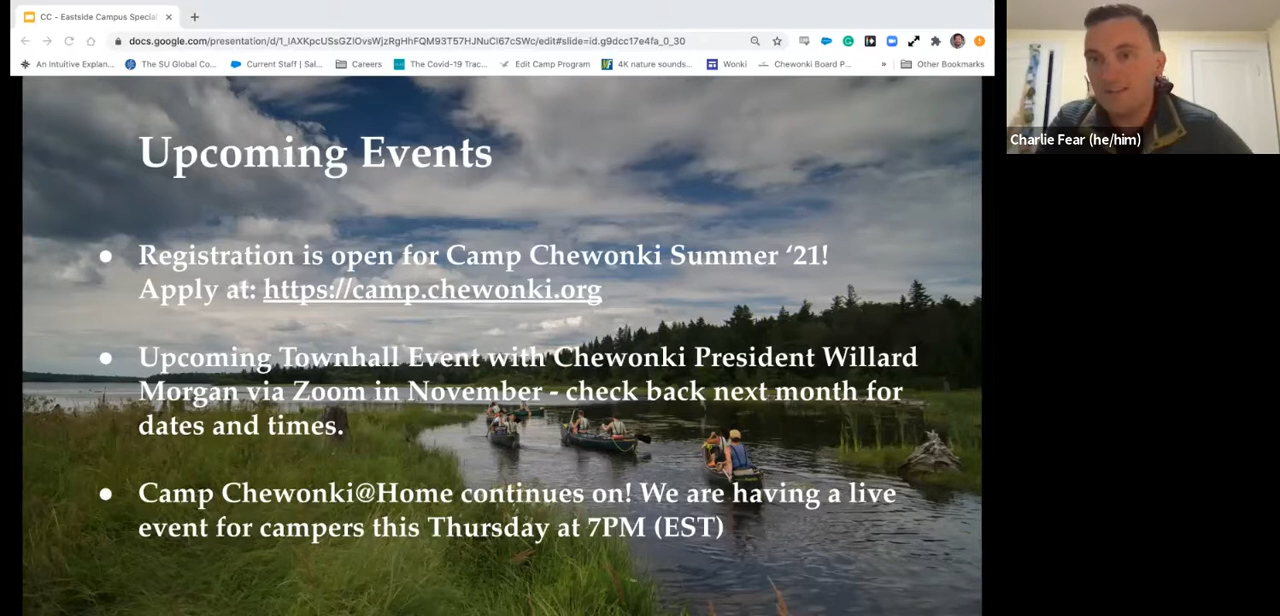 CC - Eastside Campus Special
docs.google.com/presentation/d/1_IAXKpcUSsGZlOvsWjzRgHhFQM93T57HJNuCl67cSWc/edit#slide=id.g9dcc17e4fa_0_30
An Intuitive Explan... The SU Global Co... Current Staff | Sal... Careers The Covid-19 Trac... Edit Camp Program 4K nature sounds... Wonki Chewonki Board P... » Other Bookmarks
Charlie Fear (he/him)
Upcoming Events
● Registration is open for Camp Chewonki Summer ‘21!
Apply at: https://camp.chewonki.org
● Upcoming Townhall Event with Chewonki President Willard
Morgan via Zoom in November - check back next month for
dates and times.
● Camp Chewonki@Home continues on! We are having a live
event for campers this Thursday at 7PM (EST)